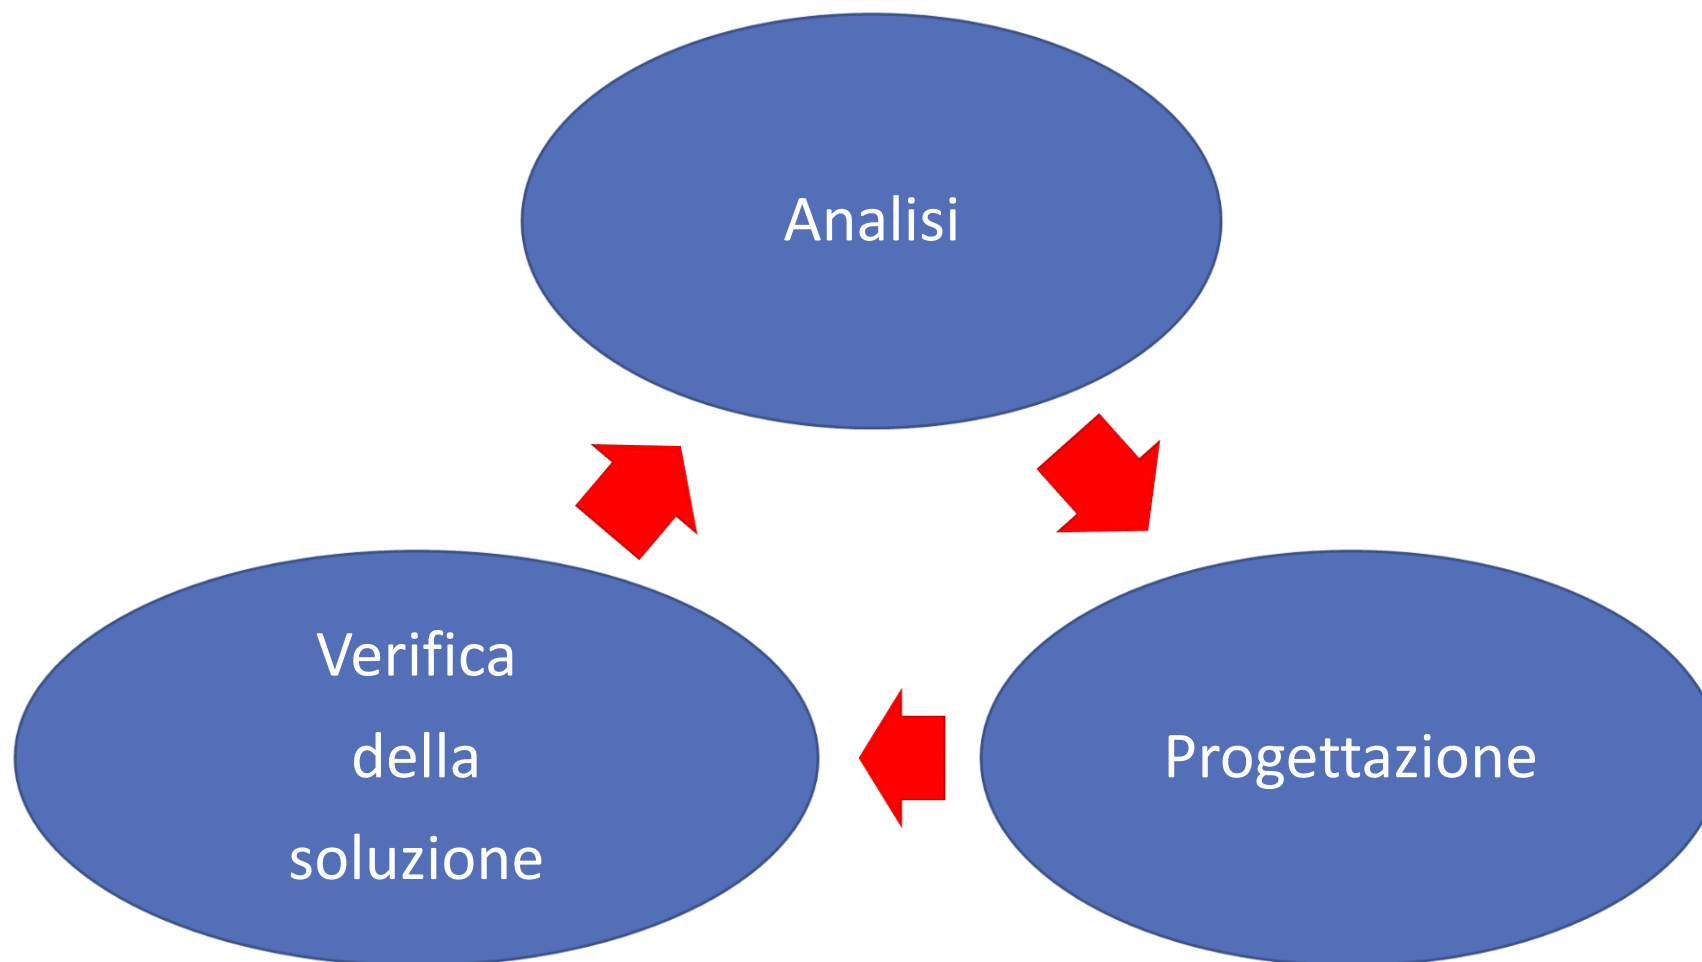 Analisi
Verifica
della
soluzione
Progettazione